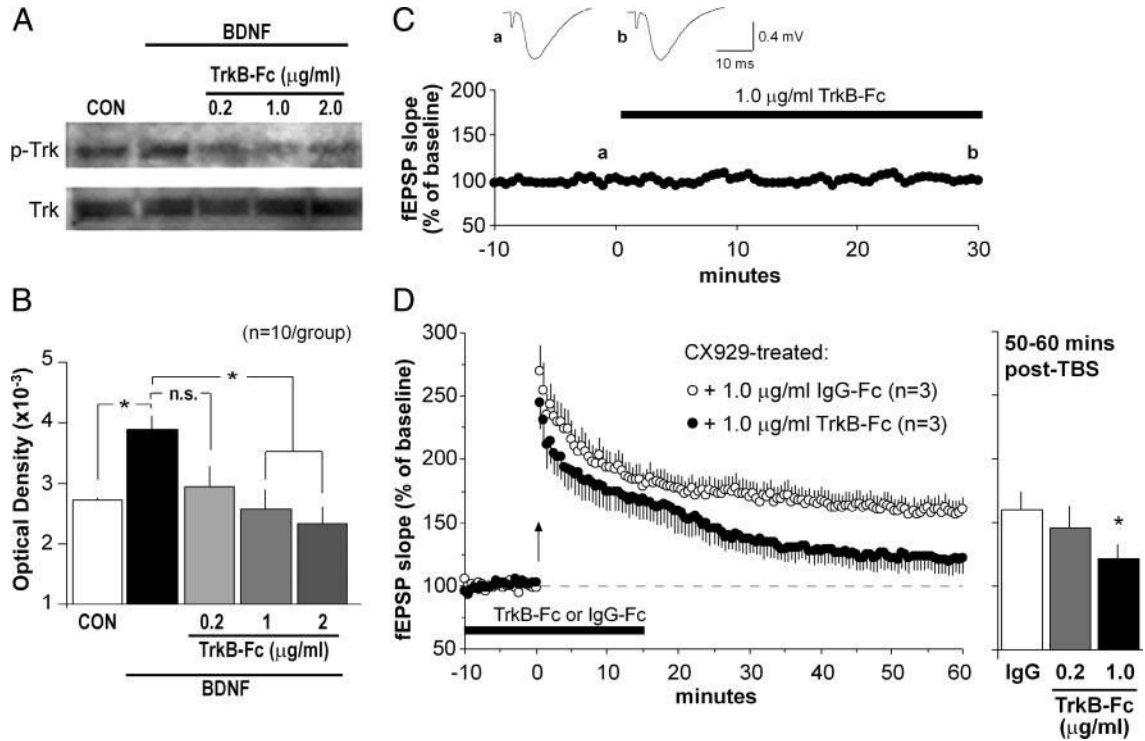 A
BDNF
TrkB-Fc (µg/ml)
CON 0.2 1.0 2.0
p-Trk
Trk
B
(n=10/group)
Optical Density (x10⁻³)
5
4
3
2
1
*
n.s.
*
CON 0.2 1 2
TrkB-Fc (µg/ml)
BDNF
C
a b
0.4 mV
10 ms
fEPSP slope
(% of baseline)
200
150
100
50
1.0 µg/ml TrkB-Fc
a b
-10 0 10 20 30
minutes
D
fEPSP slope (% of baseline)
300
250
200
150
100
50
CX929-treated:
+ 1.0 µg/ml IgG-Fc (n=3)
+ 1.0 µg/ml TrkB-Fc (n=3)
TrkB-Fc or IgG-Fc
-10 0 10 20 30 40 50 60
minutes
50-60 mins
post-TBS
*
IgG 0.2 1.0
TrkB-Fc
(µg/ml)